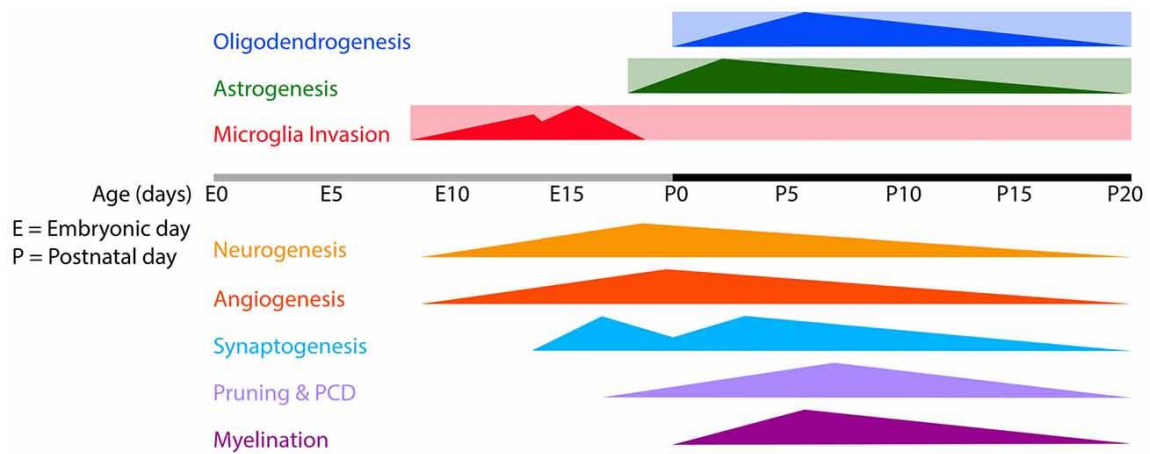 Oligodendrogenesis
Astrogenesis
Microglia Invasion
Age (days) E0 E5 E10 E15 P0 P5 P10 P15 P20
E = Embryonic day
P = Postnatal day
Neurogenesis
Angiogenesis
Synaptogenesis
Pruning & PCD
Myelination